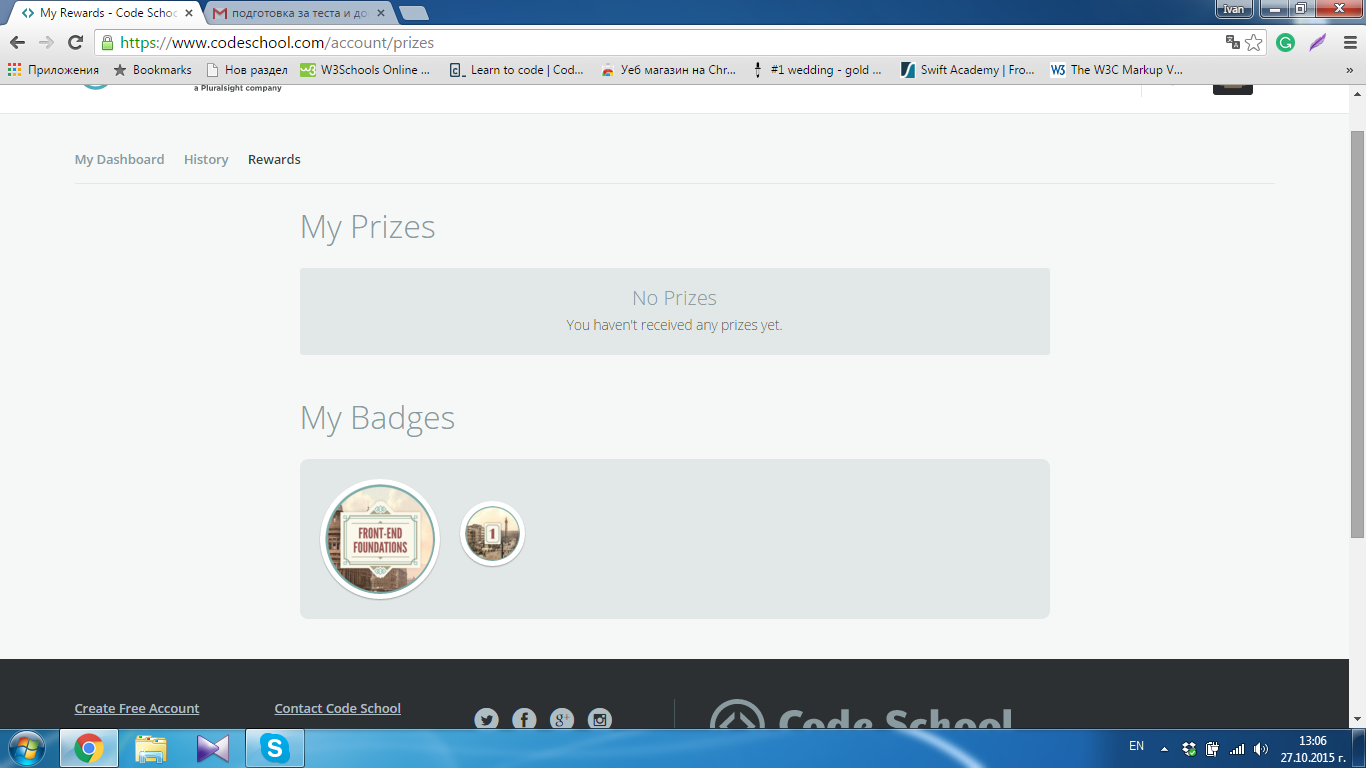 My Rewards - Code Schoo
подготовка за теста и до
Ivan
https://www.codeschool.com/account/prizes
Приложения
Bookmarks
Нов раздел
W3Schools Online ...
Learn to code | Cod...
Уеб магазин на Chr...
#1 wedding - gold ...
Swift Academy | Fro...
The W3C Markup V...
»
a Pluralsight company
My Dashboard
History
Rewards
My Prizes
No Prizes
You haven't received any prizes yet.
My Badges
FRONT-END
FOUNDATIONS
1
Create Free Account
Contact Code School
Code School
EN
13:06
27.10.2015 г.